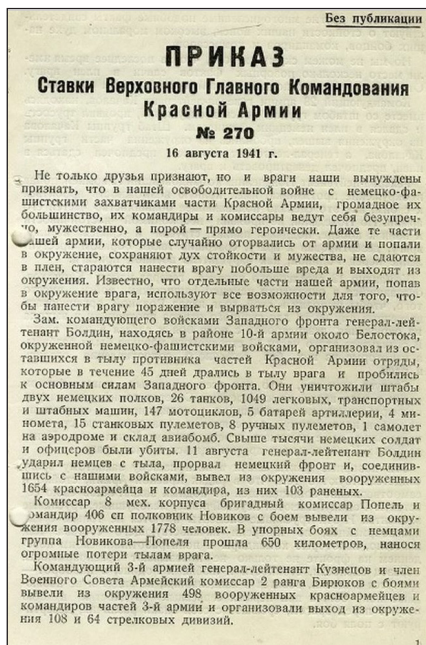 Без публикации
ПРИКАЗ
Ставки Верховного Главного Командования
Красной Армии
№ 270
16 августа 1941 г.
Не только друзья признают, но и враги наши вынуждены
признать, что в нашей освободительной войне с немецко-фа-
шистскими захватчиками части Красной Армии, громадное их
большинство, их командиры и комиссары ведут себя безупреч-
но, мужественно, а порой — прямо героически. Даже те части
нашей армии, которые случайно оторвались от армии и попали
в окружение, сохраняют дух стойкости и мужества, не сдаются
в плен, стараются нанести врагу побольше вреда и выходят из
окружения. Известно, что отдельные части нашей армии, попав
в окружение врага, используют все возможности для того, что-
бы нанести врагу поражение и вырваться из окружения.
Зам. командующего войсками Западного фронта генерал-лей-
тенант Болдин, находясь в районе 10-й армии около Белостока,
окруженной немецко-фашистскими войсками, организовал из ос-
тавшихся в тылу противника частей Красной Армии отряды,
которые в течение 45 дней дрались в тылу врага и пробились
к основным силам Западного фронта. Они уничтожили штабы
двух немецких полков, 26 танков, 1049 легковых, транспортных
и штабных машин, 147 мотоциклов, 5 батарей артиллерии, 4 ми-
номета, 15 станковых пулеметов, 8 ручных пулеметов, 1 самолет
на аэродроме и склад авиабомб. Свыше тысячи немецких солдат
и офицеров были убиты. 11 августа генерал-лейтенант Болдин
ударил немцев с тыла, прорвал немецкий фронт и, соединив-
шись с нашими войсками, вывел из окружения вооруженных
1654 красноармейца и командира, из них 103 раненых.
Комиссар 8 мех. корпуса бригадный комиссар Попель и
командир 406 сп полковник Новиков с боем вывели из окру-
жения вооруженных 1778 человек. В упорных боях с немцами
группа Новикова—Попеля прошла 650 километров, нанося
огромные потери тылам врага.
Командующий 3-й армией генерал-лейтенант Кузнецов и член
Военного Совета Армейский комиссар 2 ранга Бирюков с боями
вывели из окружения 498 вооруженных красноармейцев и
командиров частей 3-й армии и организовали выход из окруже-
ния 108 и 64 стрелковых дивизий.
1